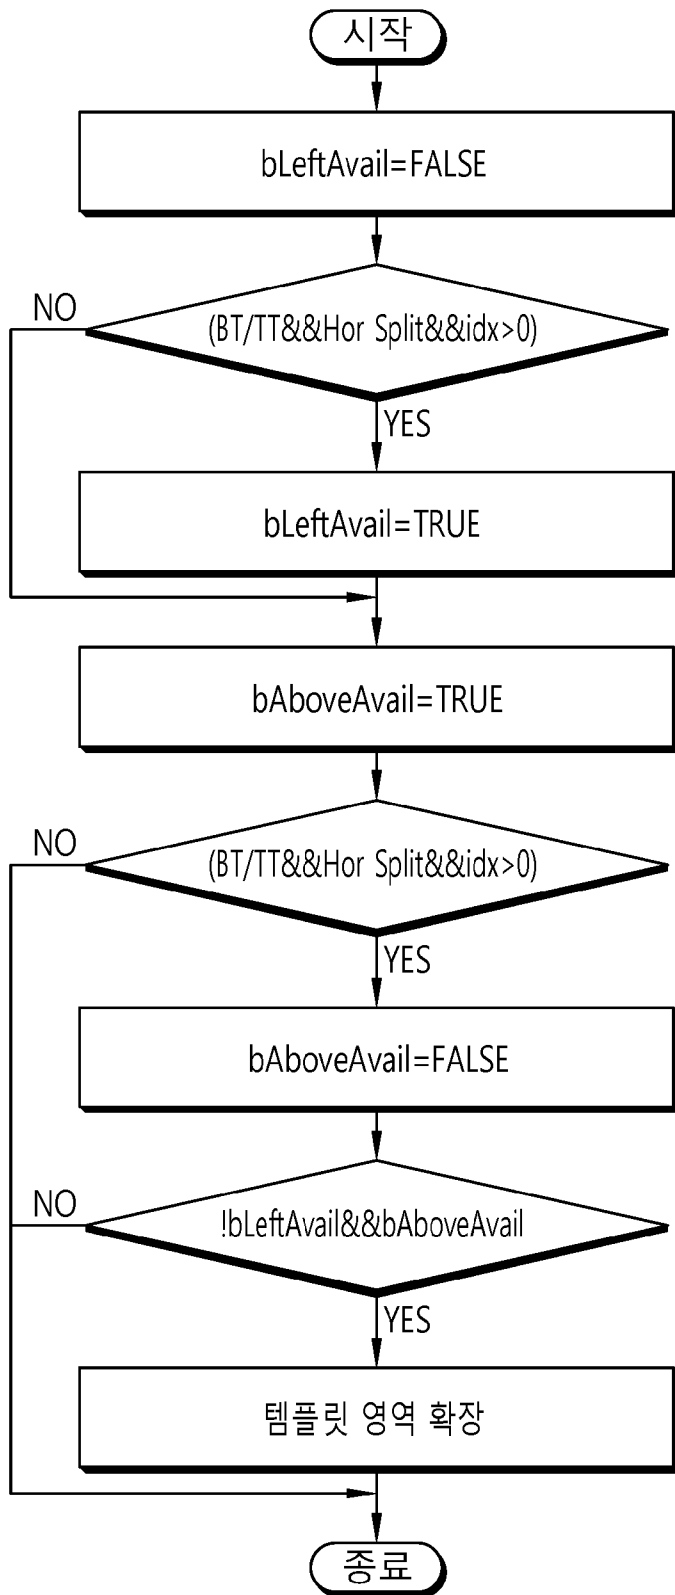 시작
bLeftAvail=FALSE
NO
(BT/TT&&Hor Split&&idx>0)
YES
bLeftAvail=TRUE
bAboveAvail=TRUE
NO
(BT/TT&&Hor Split&&idx>0)
YES
bAboveAvail=FALSE
NO
!bLeftAvail&&bAboveAvail
YES
템플릿 영역 확장
종료